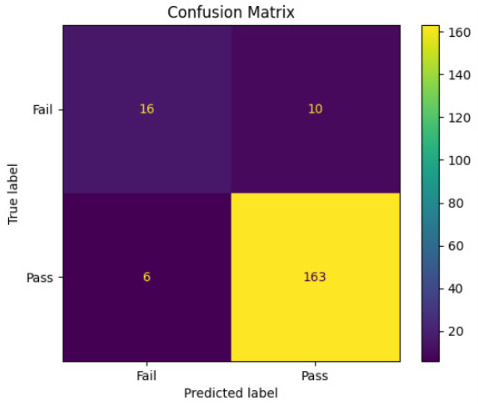 Confusion Matrix
True label
Fail
16
10
Pass
6
163
Fail
Pass
Predicted label
160
140
120
100
80
60
40
20